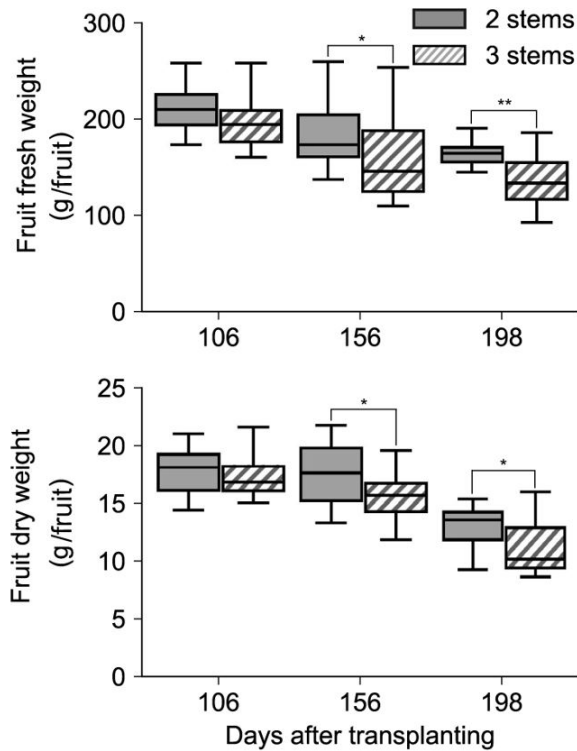 2 stems
3 stems
Fruit fresh weight
(g/fruit)
300
200
100
0
*
**
106 156 198
Fruit dry weight
(g/fruit)
25
20
15
10
5
0
*
*
106 156 198
Days after transplanting